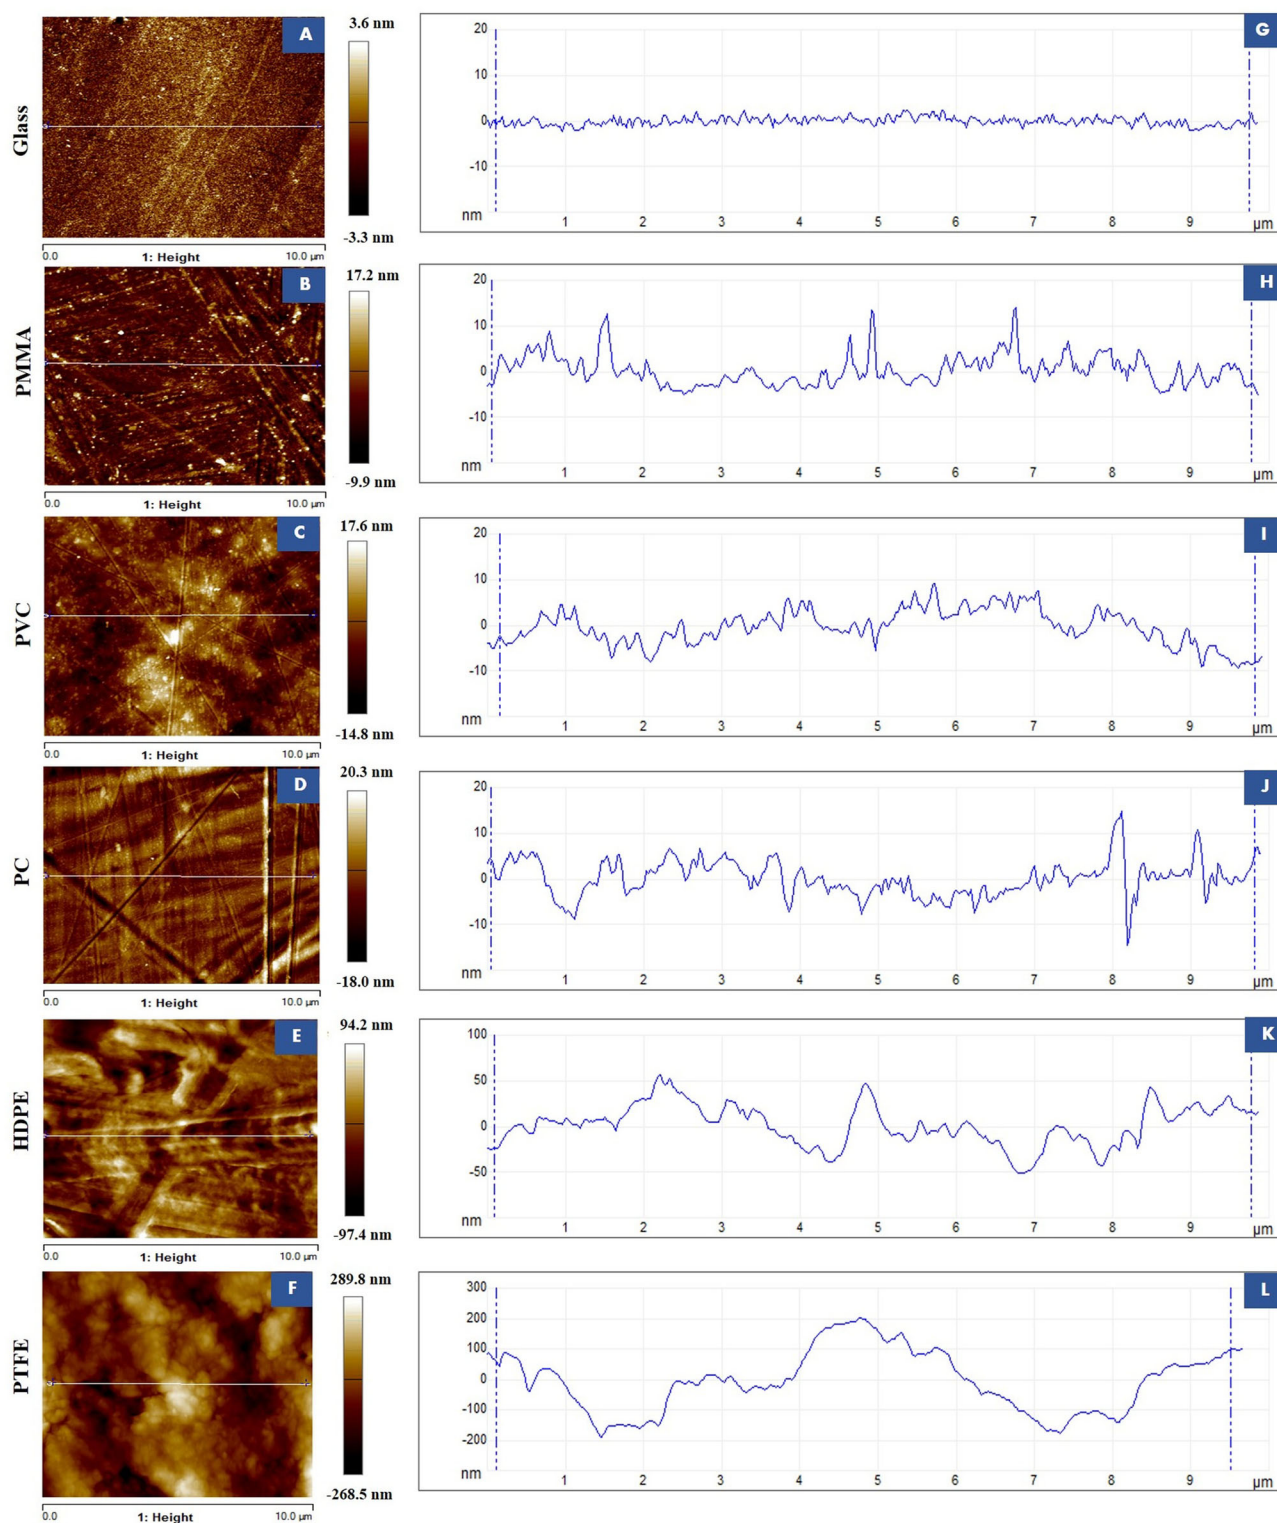 Glass
A
3.6 nm
-3.3 nm
0.0 1: Height 10.0 µm
G
20
10
0
-10
nm 1 2 3 4 5 6 7 8 9 µm
PMMA
B
17.2 nm
-9.9 nm
0.0 1: Height 10.0 µm
H
20
10
0
-10
nm 1 2 3 4 5 6 7 8 9 µm
PVC
C
17.6 nm
-14.8 nm
0.0 1: Height 10.0 µm
I
20
10
0
-10
nm 1 2 3 4 5 6 7 8 9 µm
PC
D
20.3 nm
-18.0 nm
0.0 1: Height 10.0 µm
J
20
10
0
-10
nm 1 2 3 4 5 6 7 8 9 µm
HDPE
E
94.2 nm
-97.4 nm
0.0 1: Height 10.0 µm
K
100
50
0
-50
nm 1 2 3 4 5 6 7 8 9 µm
PTFE
F
289.8 nm
-268.5 nm
0.0 1: Height 10.0 µm
L
300
200
100
0
-100
-200
nm 1 2 3 4 5 6 7 8 9 µm